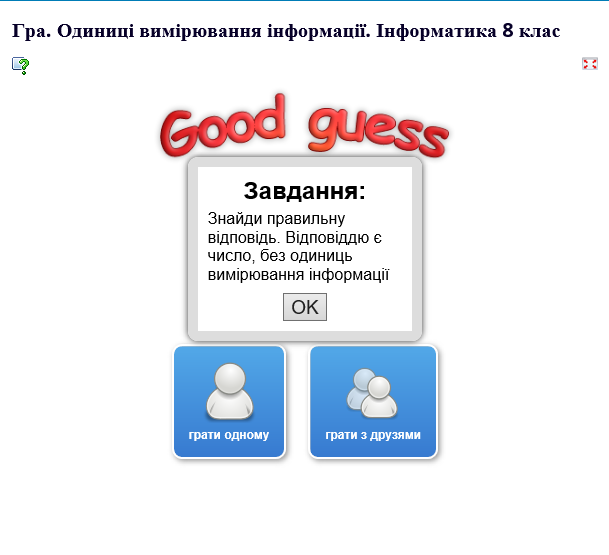 Гра. Одиниці вимірювання інформації. Інформатика 8 клас
Good guess
Завдання:
Знайди правильну
відповідь. Відповіддю є
число, без одиниць
вимірювання інформації
OK
грати одному
грати з друзями